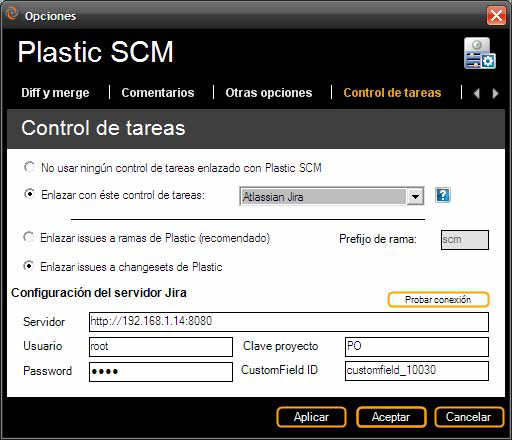 Opciones
Plastic SCM
Diff y merge Comentarios Otras opciones Control de tareas
Control de tareas
No usar ningún control de tareas enlazado con Plastic SCM
Enlazar con éste control de tareas: Atlassian Jira ?
Enlazar issues a ramas de Plastic (recomendado) Prefijo de rama: scm
Enlazar issues a changesets de Plastic
Configuración del servidor Jira Probar conexión
Servidor http://192.168.1.14:8080
Usuario root Clave proyecto PO
Password ●●●● CustomField ID customfield_10030
Aplicar Aceptar Cancelar